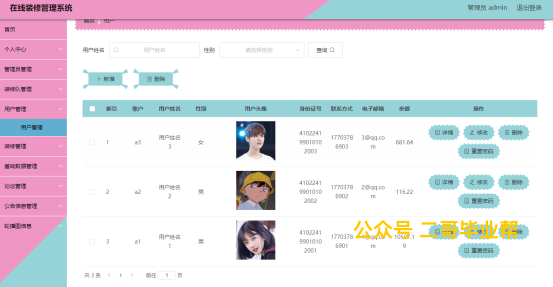 在线装修管理系统
管理员 admin 退出登录
首页
个人中心
管理员管理
装修队管理
用户管理
用户管理
装修管理
基础数据管理
论坛管理
公告信息管理
轮播图信息
首页 用户
用户姓名 用户姓名 性别 请选择性别 查询
新增 删除
索引 账户 用户姓名 性别 用户头像 身份证号 联系方式 电子邮箱 余额 操作
1 a3 用户姓名3 女 410224199010102003 17703786903 3@qq.com 681.64 详情 修改 删除 重置密码
2 a2 用户姓名2 男 410224199010102002 17703786902 2@qq.com 116.22 详情 修改 删除 重置密码
3 a1 用户姓名1 男 410224199010102001 17703786901 详情 修改 删除 重置密码
公众号 二哥毕业帮
共 3 条 1 前往 1 页